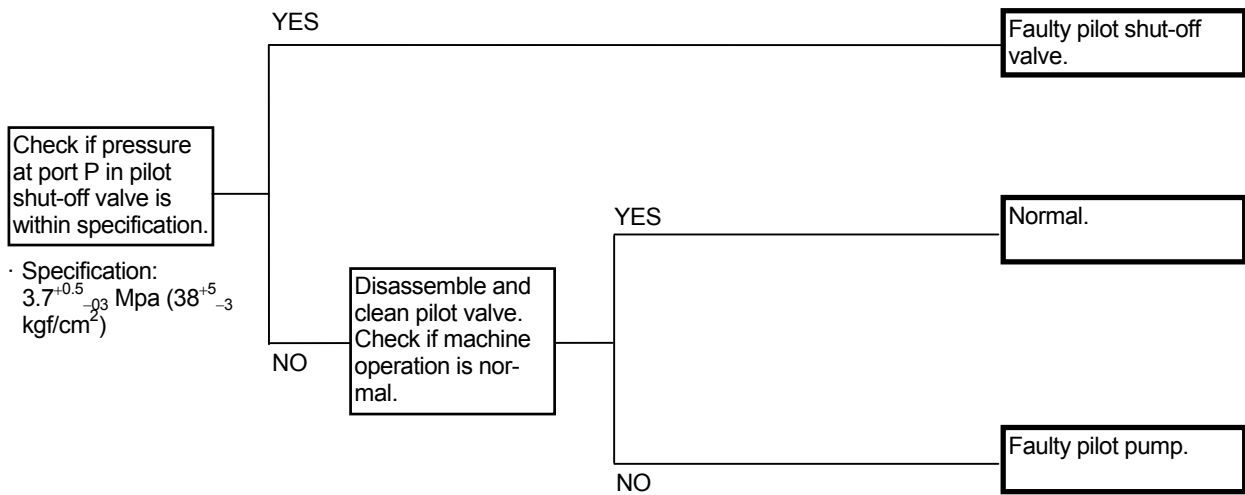 YES
Faulty pilot shut-off
valve.
Check if pressure
at port P in pilot
shut-off valve is
within specification.
· Specification:
3.7+0.5 –03 Mpa (38+5 –3
kgf/cm2)
YES
Normal.
Disassemble and
clean pilot valve.
Check if machine
operation is nor-
mal.
NO
Faulty pilot pump.
NO